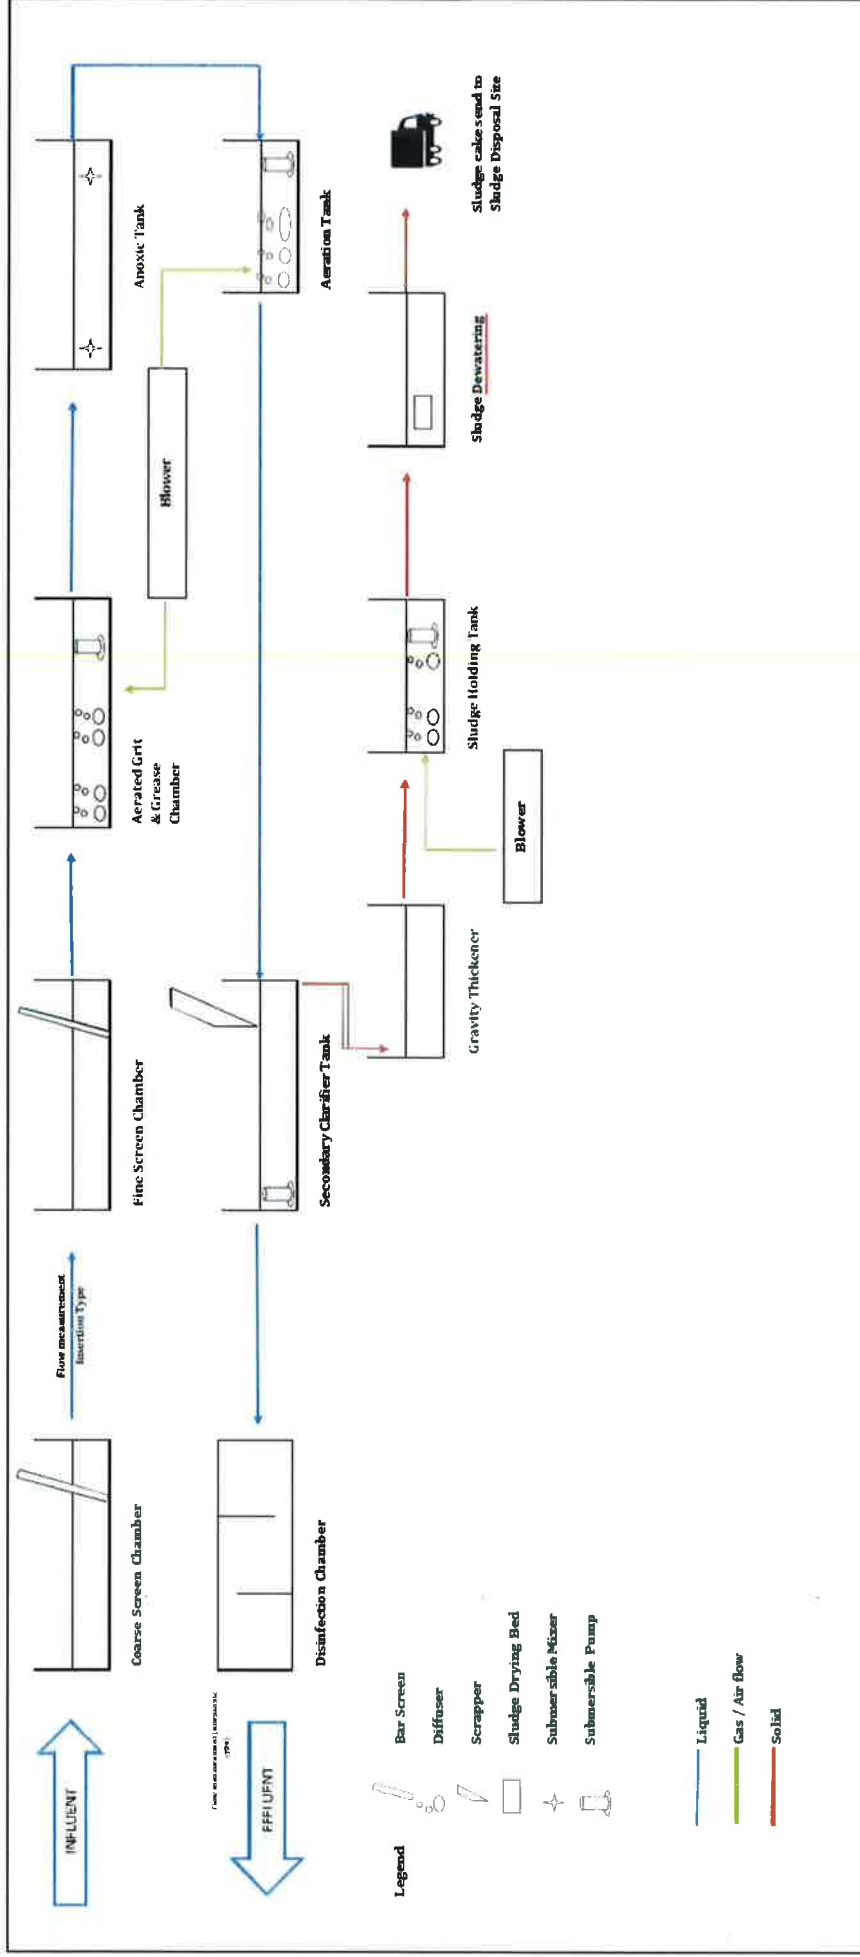 INFLUENT
Coarse Screen Chamber
Flow measurement
Insertion Type
Fine Screen Chamber
Aerated Grit
& Grease
Chamber
Anoxic Tank
Blower
EFFLUENT
Disinfection Chamber
Secondary Clarifier Tank
Aeration Tank
Gravity Thickener
Blower
Sludge Holding Tank
Sludge Dewatering
Sludge cake send to
Sludge Disposal Site
Legend
Bar Screen
Diffuser
Scrapper
Sludge Drying Bed
Submersible Mixer
Submersible Pump
Liquid
Gas / Air flow
Solid